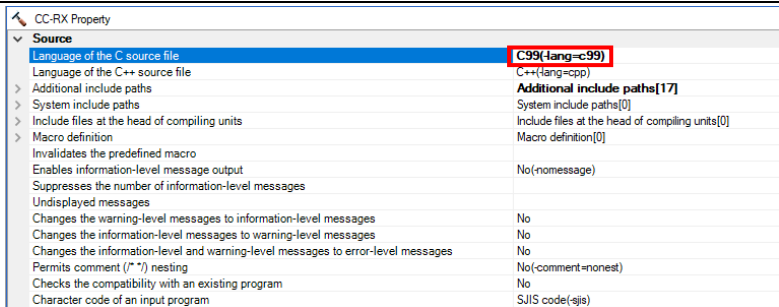 CC-RX Property
Source
Language of the C source file C99(-lang=c99)
Language of the C++ source file C++(-lang=cpp)
Additional include paths Additional include paths[17]
System include paths System include paths[0]
Include files at the head of compiling units Include files at the head of compiling units[0]
Macro definition Macro definition[0]
Invalidates the predefined macro
Enables information-level message output No(-nomessage)
Suppresses the number of information-level messages
Undisplayed messages
Changes the warning-level messages to information-level messages No
Changes the information-level messages to warning-level messages No
Changes the information-level and warning-level messages to error-level messages No
Permits comment (/* */) nesting No(-comment=nonest)
Checks the compatibility with an existing program No
Character code of an input program SJIS code(-sjis)